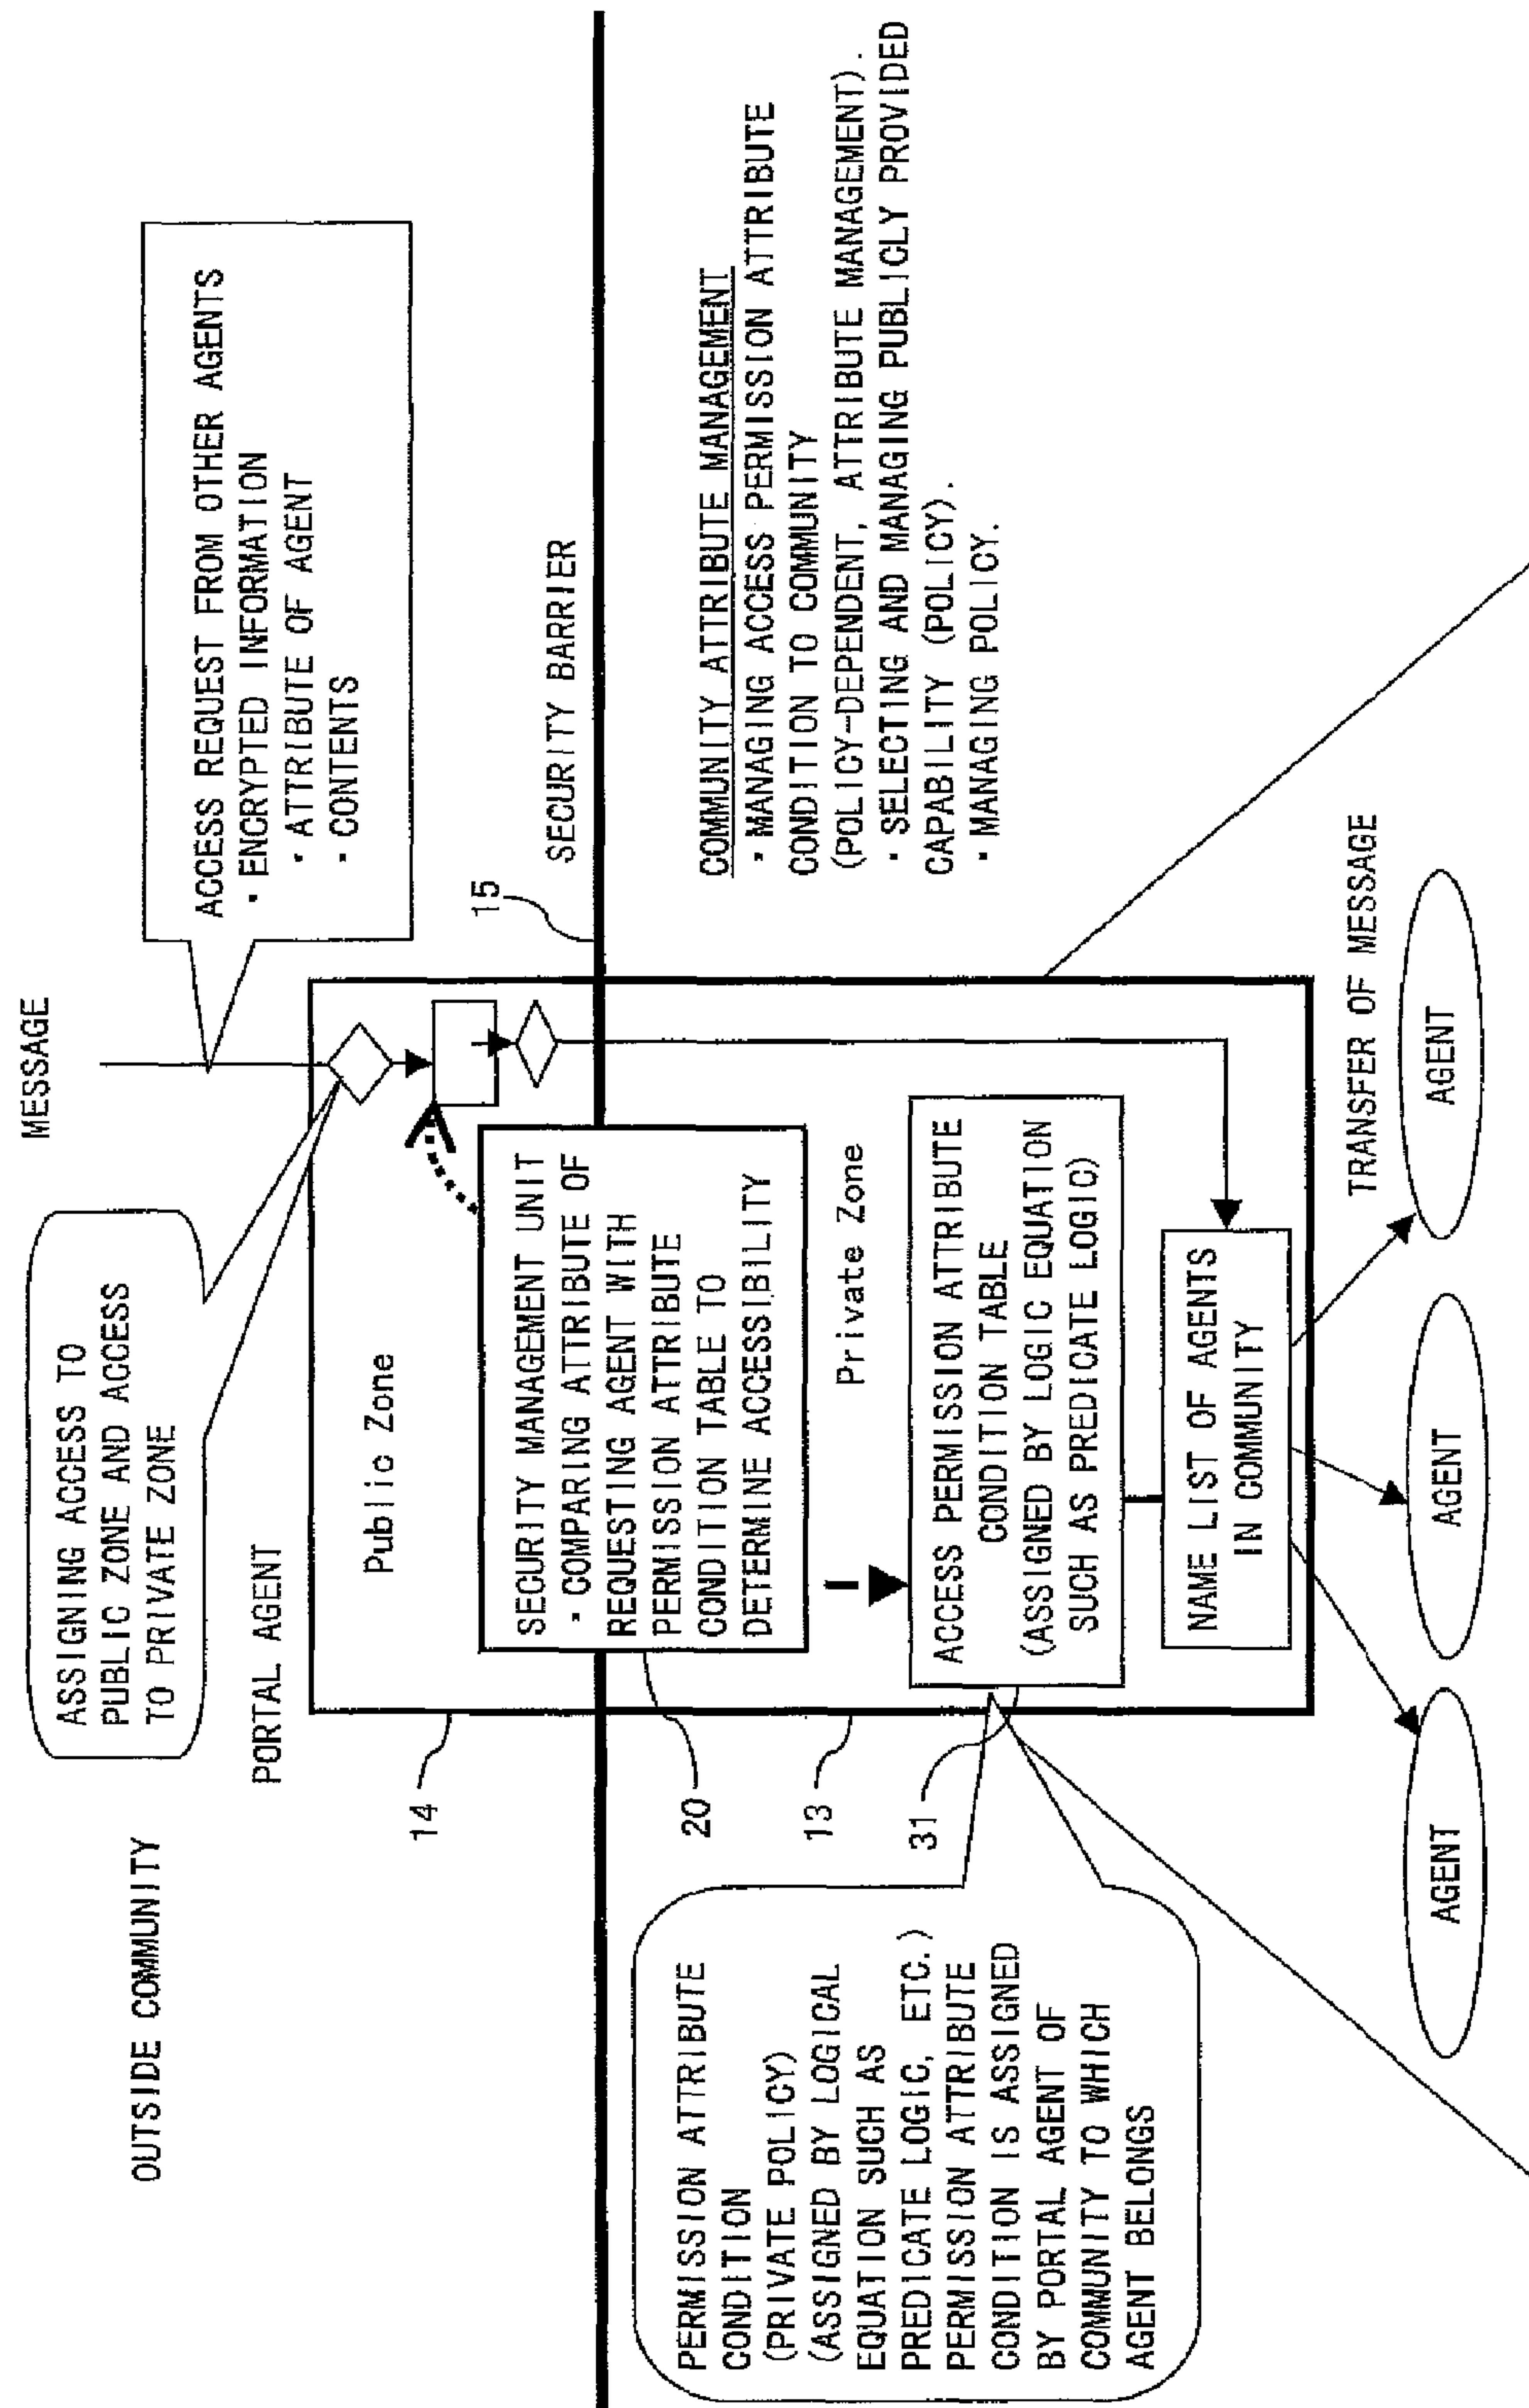 OUTSIDE COMMUNITY
MESSAGE
ASSIGNING ACCESS TO
PUBLIC ZONE AND ACCESS
TO PRIVATE ZONE
ACCESS REQUEST FROM OTHER AGENTS
・ENCRYPTED INFORMATION
・ATTRIBUTE OF AGENT
・CONTENTS
PORTAL AGENT
14
Public Zone
15
SECURITY BARRIER
SECURITY MANAGEMENT UNIT
・COMPARING ATTRIBUTE OF
REQUESTING AGENT WITH
PERMISSION ATTRIBUTE
CONDITION TABLE TO
DETERMINE ACCESSIBILITY
20
13
31
Private Zone
ACCESS PERMISSION ATTRIBUTE
CONDITION TABLE
(ASSIGNED BY LOGIC EQUATION
SUCH AS PREDICATE LOGIC)
NAME LIST OF AGENTS
IN COMMUNITY
PERMISSION ATTRIBUTE
CONDITION
(PRIVATE POLICY)
(ASSIGNED BY LOGICAL
EQUATION SUCH AS
PREDICATE LOGIC, ETC.)
PERMISSION ATTRIBUTE
CONDITION IS ASSIGNED
BY PORTAL AGENT OF
COMMUNITY TO WHICH
AGENT BELONGS
COMMUNITY ATTRIBUTE MANAGEMENT
・MANAGING ACCESS PERMISSION ATTRIBUTE
CONDITION TO COMMUNITY
(POLICY-DEPENDENT, ATTRIBUTE MANAGEMENT).
・SELECTING AND MANAGING PUBLICLY PROVIDED
CAPABILITY (POLICY).
・MANAGING POLICY.
TRANSFER OF MESSAGE
AGENT
AGENT
AGENT